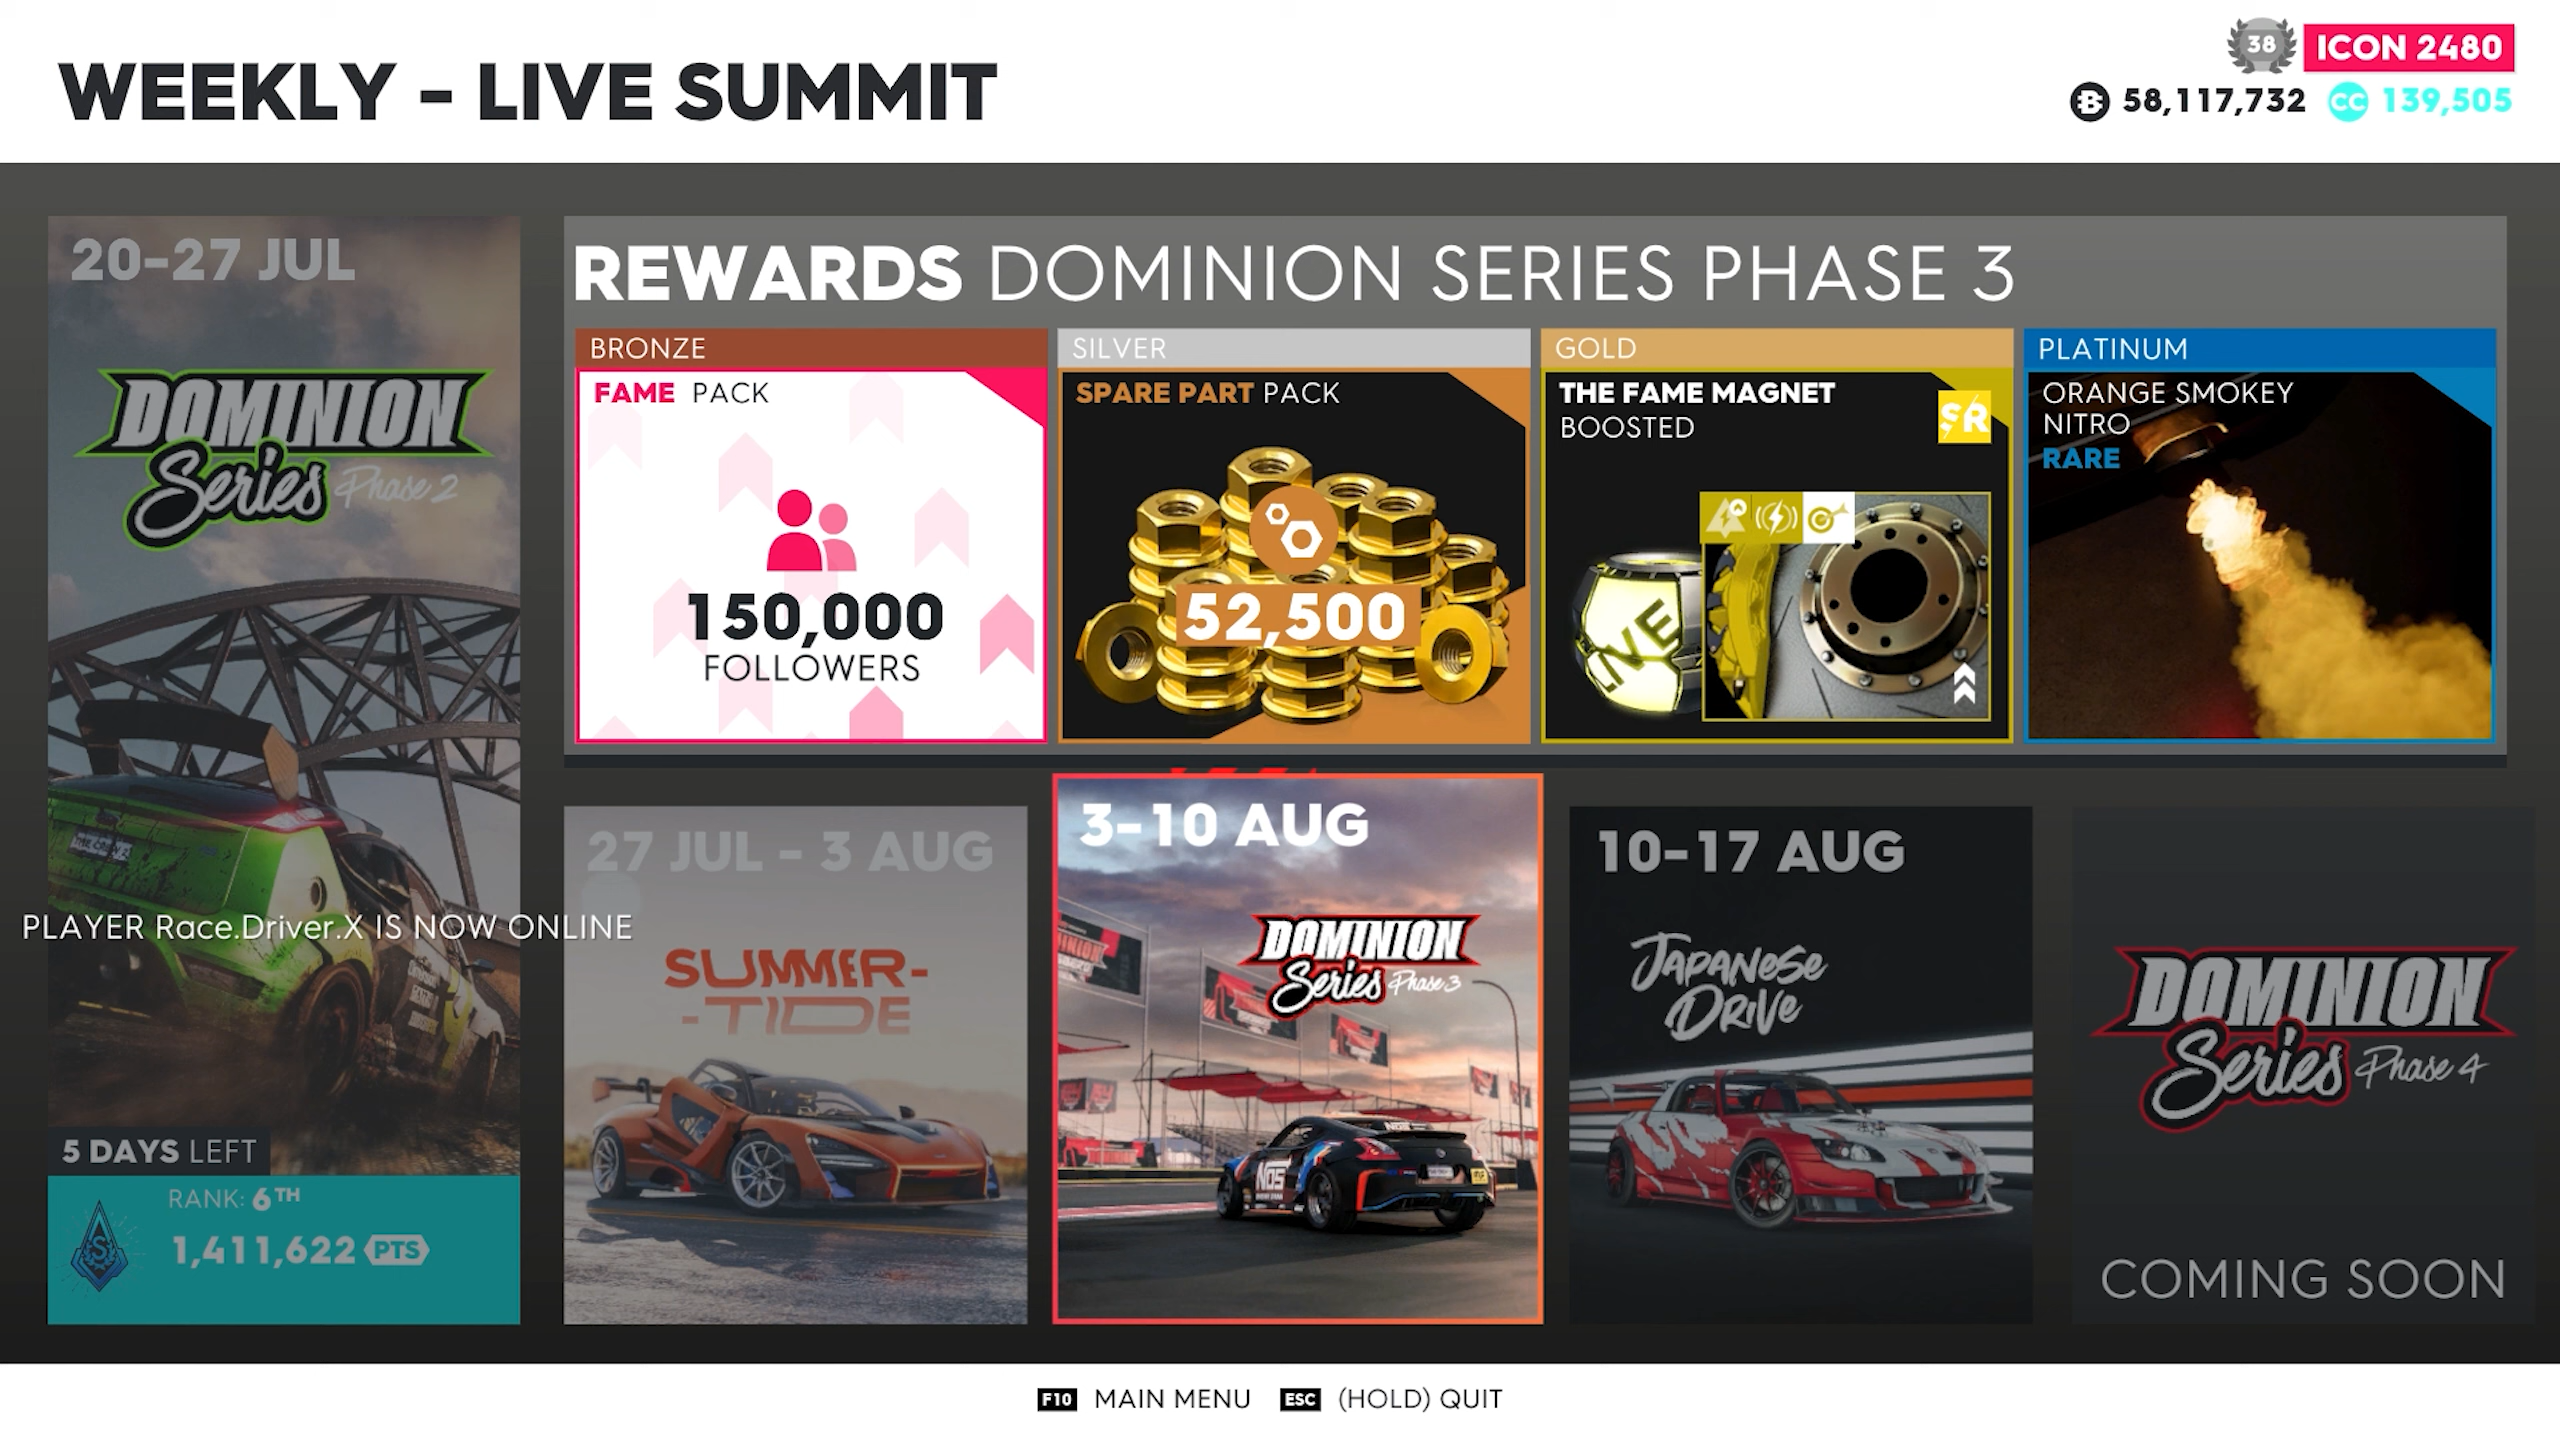 WEEKLY - LIVE SUMMIT
38
ICON 2480
58,117,732
CC 139,505
20-27 JUL
DOMINION
Series Phase 2
5 DAYS LEFT
RANK: 6TH
1,411,622 PTS
PLAYER Race.Driver.X IS NOW ONLINE
REWARDS DOMINION SERIES PHASE 3
BRONZE
FAME PACK
150,000
FOLLOWERS
SILVER
SPARE PART PACK
52,500
GOLD
THE FAME MAGNET
BOOSTED
SR
LIVE
PLATINUM
ORANGE SMOKEY
NITRO
RARE
27 JUL - 3 AUG
SUMMER-
-TIDE
3-10 AUG
DOMINION
Series Phase 3
NOS
10-17 AUG
JAPANESE
DRIVE
DOMINION
Series Phase 4
COMING SOON
F10 MAIN MENU ESC (HOLD) QUIT